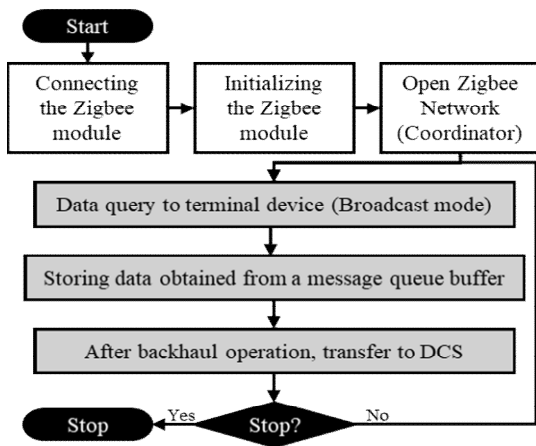 Start
Connecting
the Zigbee
module
Initializing
the Zigbee
module
Open Zigbee
Network
(Coordinator)
Data query to terminal device (Broadcast mode)
Storing data obtained from a message queue buffer
After backhaul operation, transfer to DCS
Stop
Yes
Stop?
No